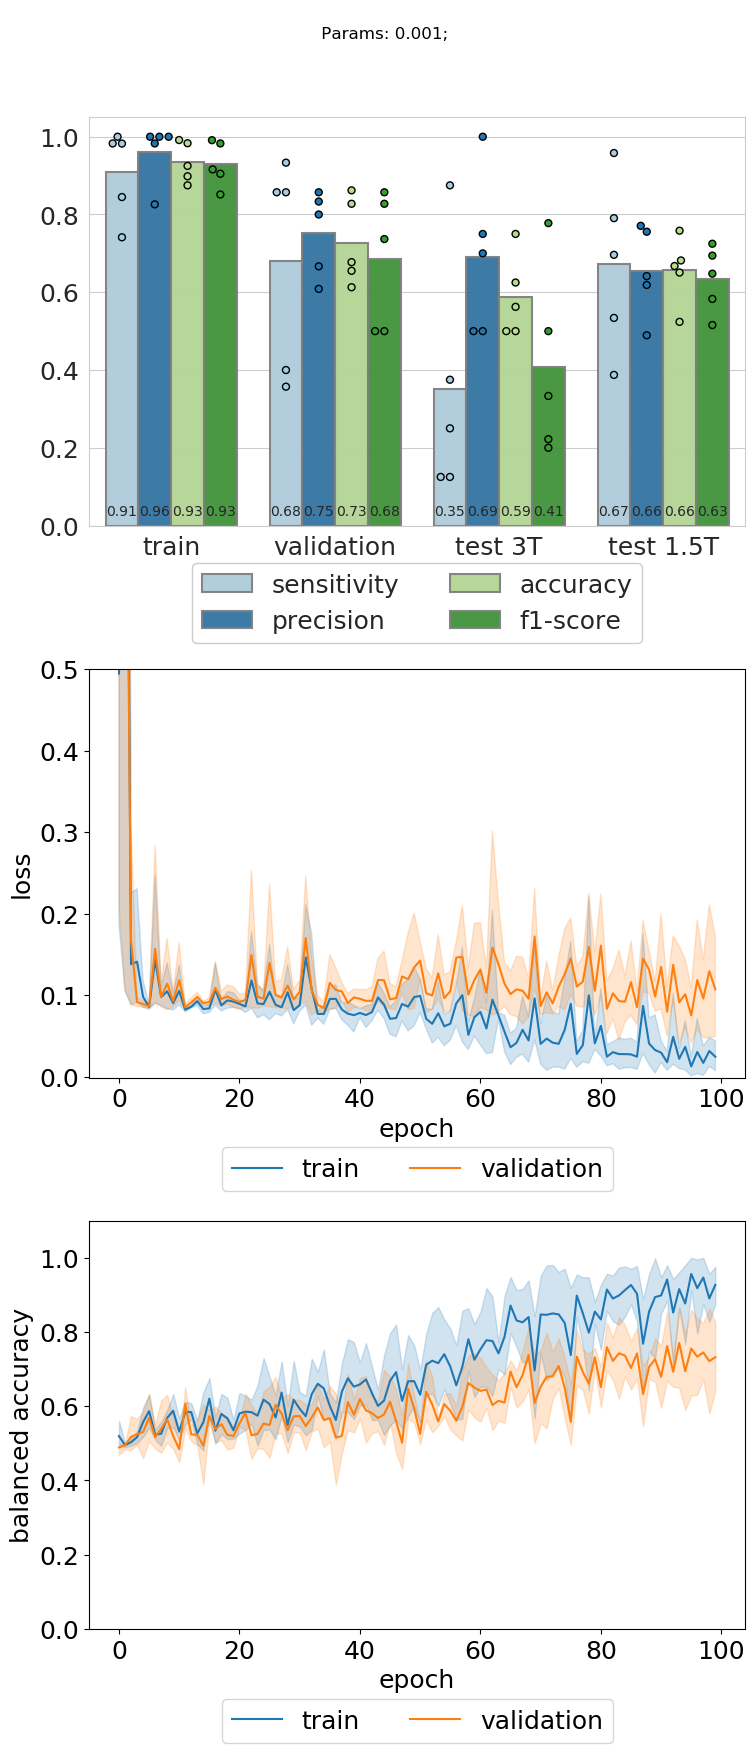 Params: 0.001;
1.0
0.8
0.6
0.4
0.2
0.0
0.91 0.96 0.93 0.93 0.68 0.75 0.73 0.68 0.35 0.69 0.59 0.41 0.67 0.66 0.66 0.63
train validation test 3T test 1.5T
sensitivity accuracy
precision f1-score
0.5
0.4
0.3
0.2
0.1
0.0
loss
0 20 40 60 80 100
epoch
train validation
1.0
0.8
0.6
0.4
0.2
0.0
balanced accuracy
0 20 40 60 80 100
epoch
train validation